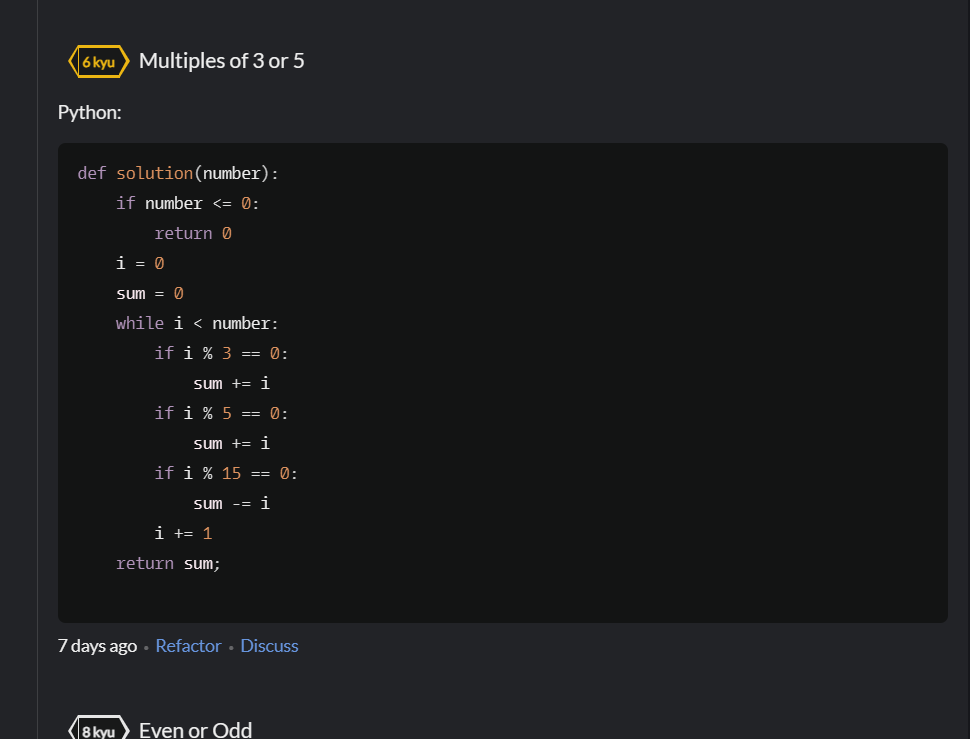 6 kyu Multiples of 3 or 5
Python:
def solution(number):
    if number <= 0:
        return 0
    i = 0
    sum = 0
    while i < number:
        if i % 3 == 0:
            sum += i
        if i % 5 == 0:
            sum += i
        if i % 15 == 0:
            sum -= i
        i += 1
    return sum;
7 days ago • Refactor • Discuss
8 kyu Even or Odd